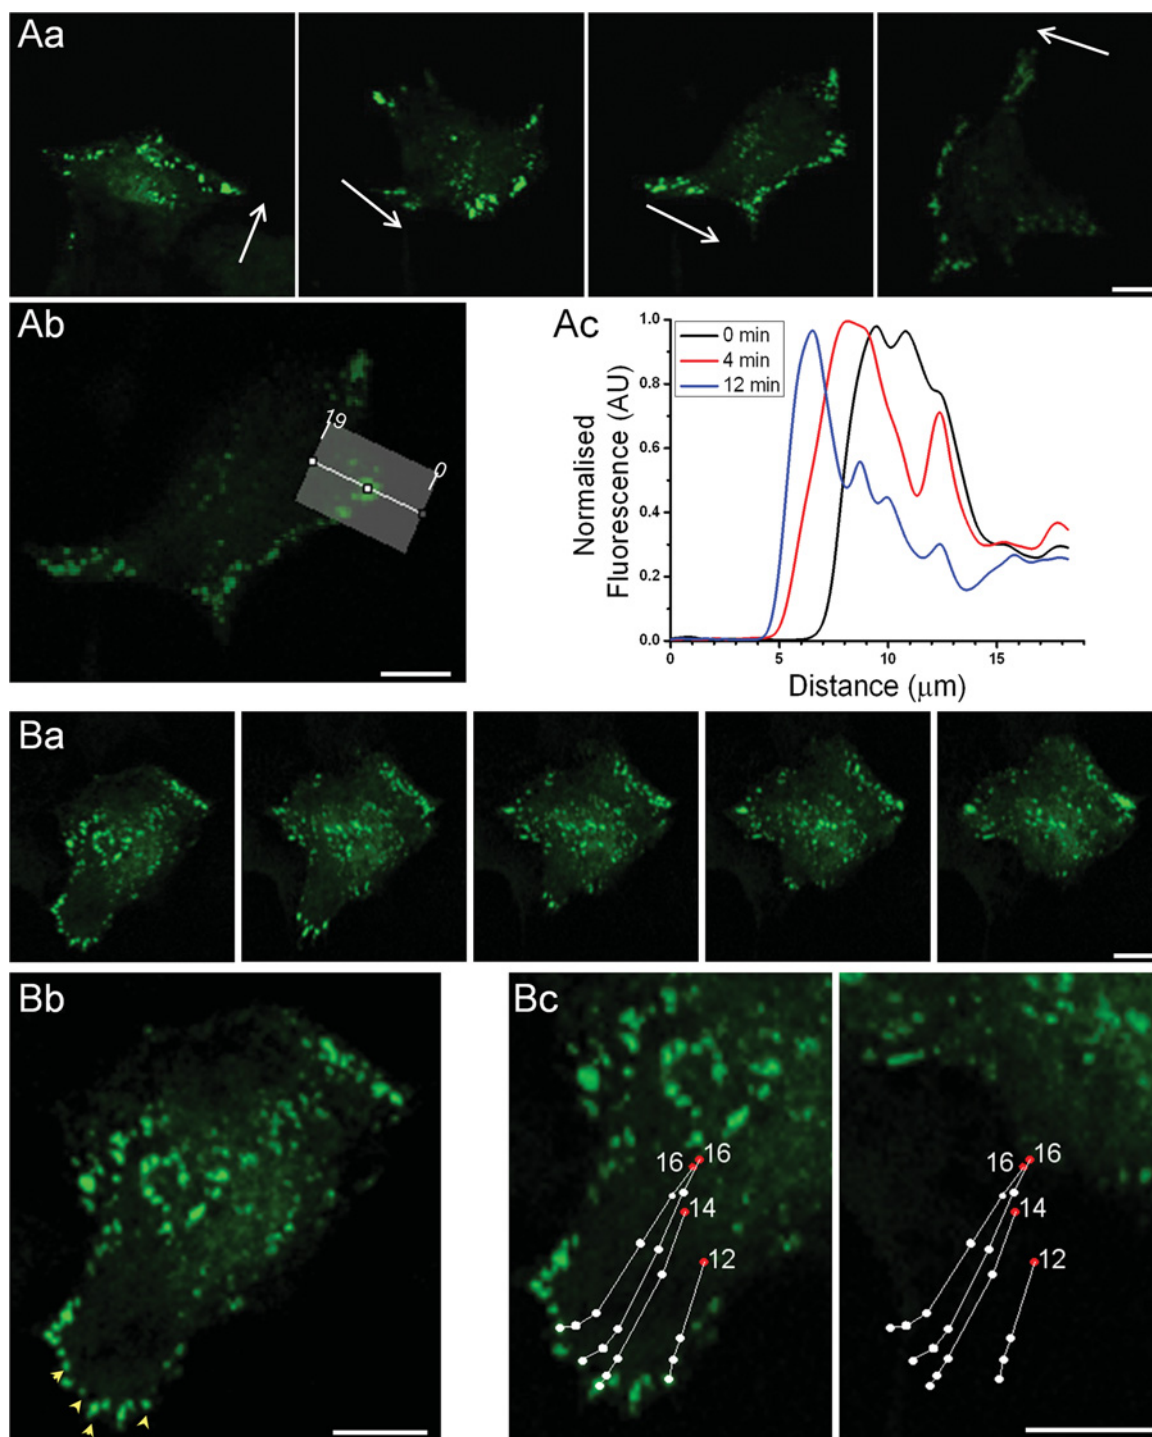 Aa
Ab
19
0
Ac
Normalised
Fluorescence (AU)
1.0
0.8
0.6
0.4
0.2
0.0
0 min
4 min
12 min
0
5
10
15
Distance (μm)
Ba
Bb
Bc
16
16
14
12
16
16
14
12